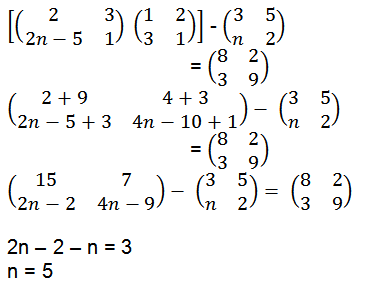 [(2 3
2n − 5 1) (1 2
3 1)] - (3 5
n 2)
= (8 2
3 9)
(2 + 9 4 + 3
2n − 5 + 3 4n − 10 + 1) − (3 5
n 2)
= (8 2
3 9)
(15 7
2n − 2 4n − 9) − (3 5
n 2) = (8 2
3 9)
2n – 2 – n = 3
n = 5